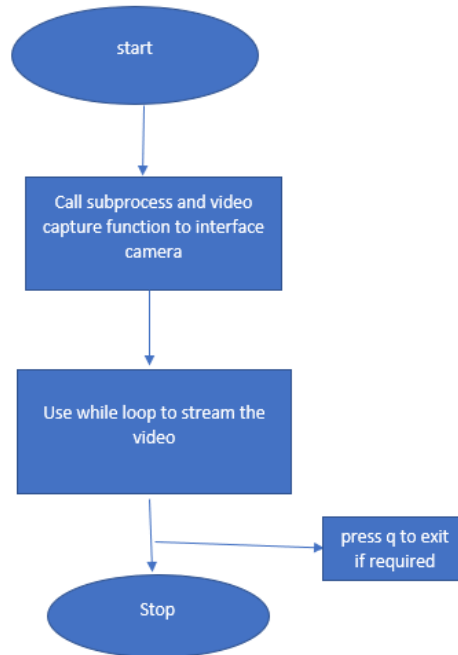 start
Call subprocess and video
capture function to interface
camera
Use while loop to stream the
video
press q to exit
if required
Stop